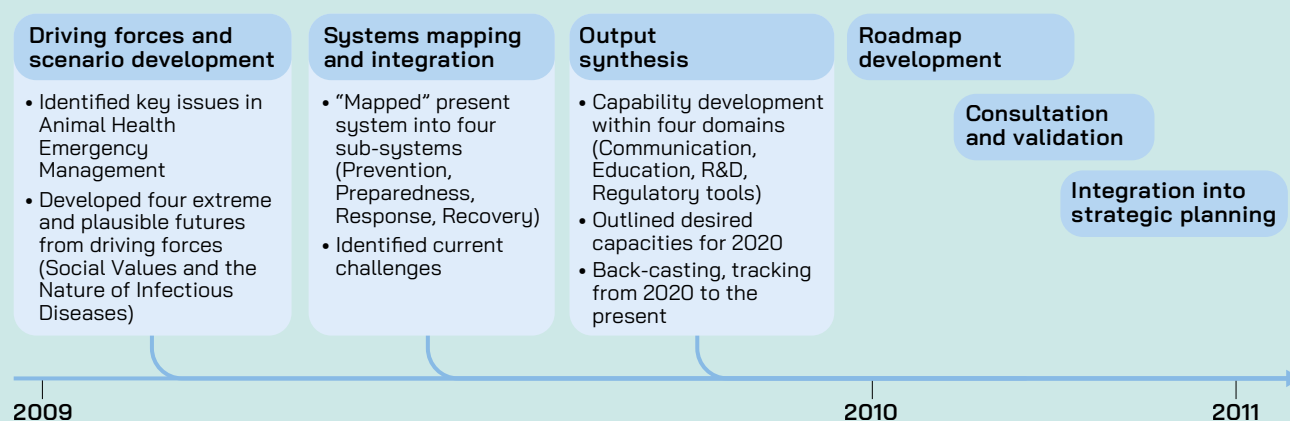 Driving forces and
scenario development
• Identified key issues in
Animal Health
Emergency
Management
• Developed four extreme
and plausible futures
from driving forces
(Social Values and the
Nature of Infectious
Diseases)
Systems mapping
and integration
• “Mapped” present
system into four
sub-systems
(Prevention,
Preparedness,
Response, Recovery)
• Identified current
challenges
Output
synthesis
• Capability development
within four domains
(Communication,
Education, R&D,
Regulatory tools)
• Outlined desired
capacities for 2020
• Back-casting, tracking
from 2020 to the
present
Roadmap
development
Consultation
and validation
Integration into
strategic planning
2009
2010
2011